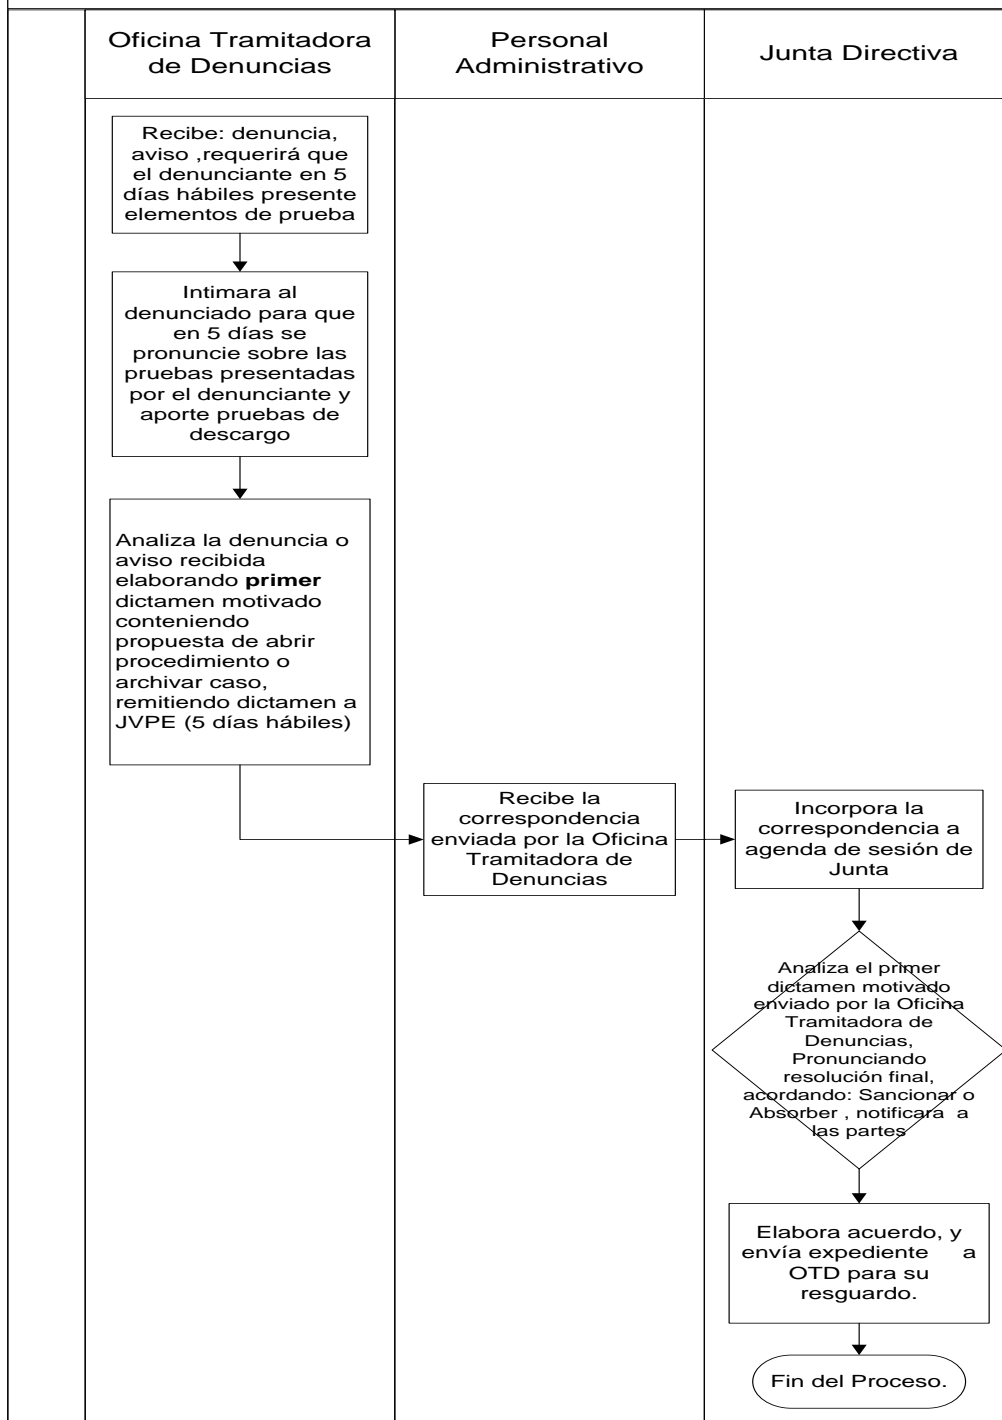 Oficina Tramitadora
de Denuncias
Personal
Administrativo
Junta Directiva
Recibe: denuncia,
aviso ,requerirá que
el denunciante en 5
días hábiles presente
elementos de prueba
Intimara al
denunciado para que
en 5 días se
pronuncie sobre las
pruebas presentadas
por el denunciante y
aporte pruebas de
descargo
Analiza la denuncia o
aviso recibida
elaborando primer
dictamen motivado
conteniendo
propuesta de abrir
procedimiento o
archivar caso,
remitiendo dictamen a
JVPE (5 días hábiles)
Recibe la
correspondencia
enviada por la Oficina
Tramitadora de
Denuncias
Incorpora la
correspondencia a
agenda de sesión de
Junta
Analiza el primer
dictamen motivado
enviado por la Oficina
Tramitadora de
Denuncias,
Pronunciando
resolución final,
acordando: Sancionar o
Absorber , notificara a
las partes
Elabora acuerdo, y
envía expediente a
OTD para su
resguardo.
Fin del Proceso.